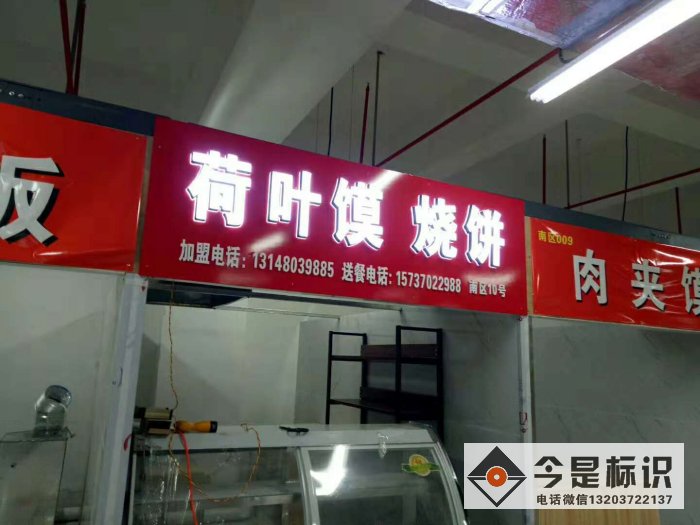 荷叶馍 烧饼
加盟电话：13148039885 送餐电话：15737022988 南区10号
南区009
肉夹馍
今是标识
电话微信13203722137